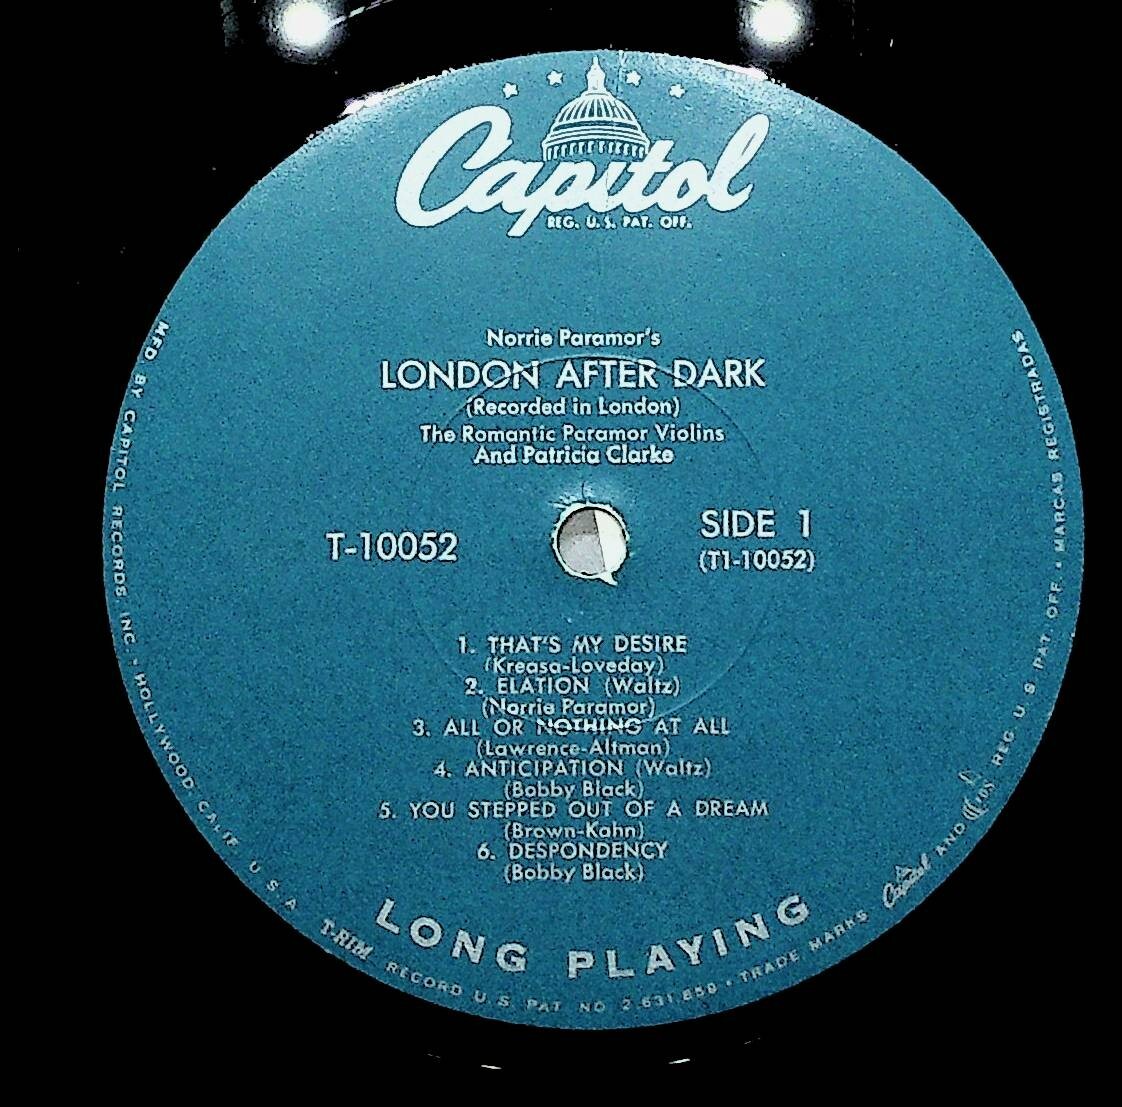 Capitol
REG. U.S. PAT. OFF.
Norrie Paramor's
LONDON AFTER DARK
(Recorded in London)
The Romantic Paramor Violins
And Patricia Clarke
T-10052
SIDE 1
(T1-10052)
1. THAT'S MY DESIRE
(Kreasa-Loveday)
2. ELATION (Waltz)
(Norrie Paramor)
3. ALL OR NOTHING AT ALL
(Lawrence-Altman)
4. ANTICIPATION (Waltz)
(Bobby Black)
5. YOU STEPPED OUT OF A DREAM
(Brown-Kahn)
6. DESPONDENCY
(Bobby Black)
LONG PLAYING
MFD. BY CAPITOL RECORDS, INC. • HOLLYWOOD CALIF. U.S.A. T-RIM RECORD U.S. PAT. NO 2,631,859 • TRADE MARKS Capitol AND REG. U.S. PAT. OFF. • MARCAS REGISTRADAS